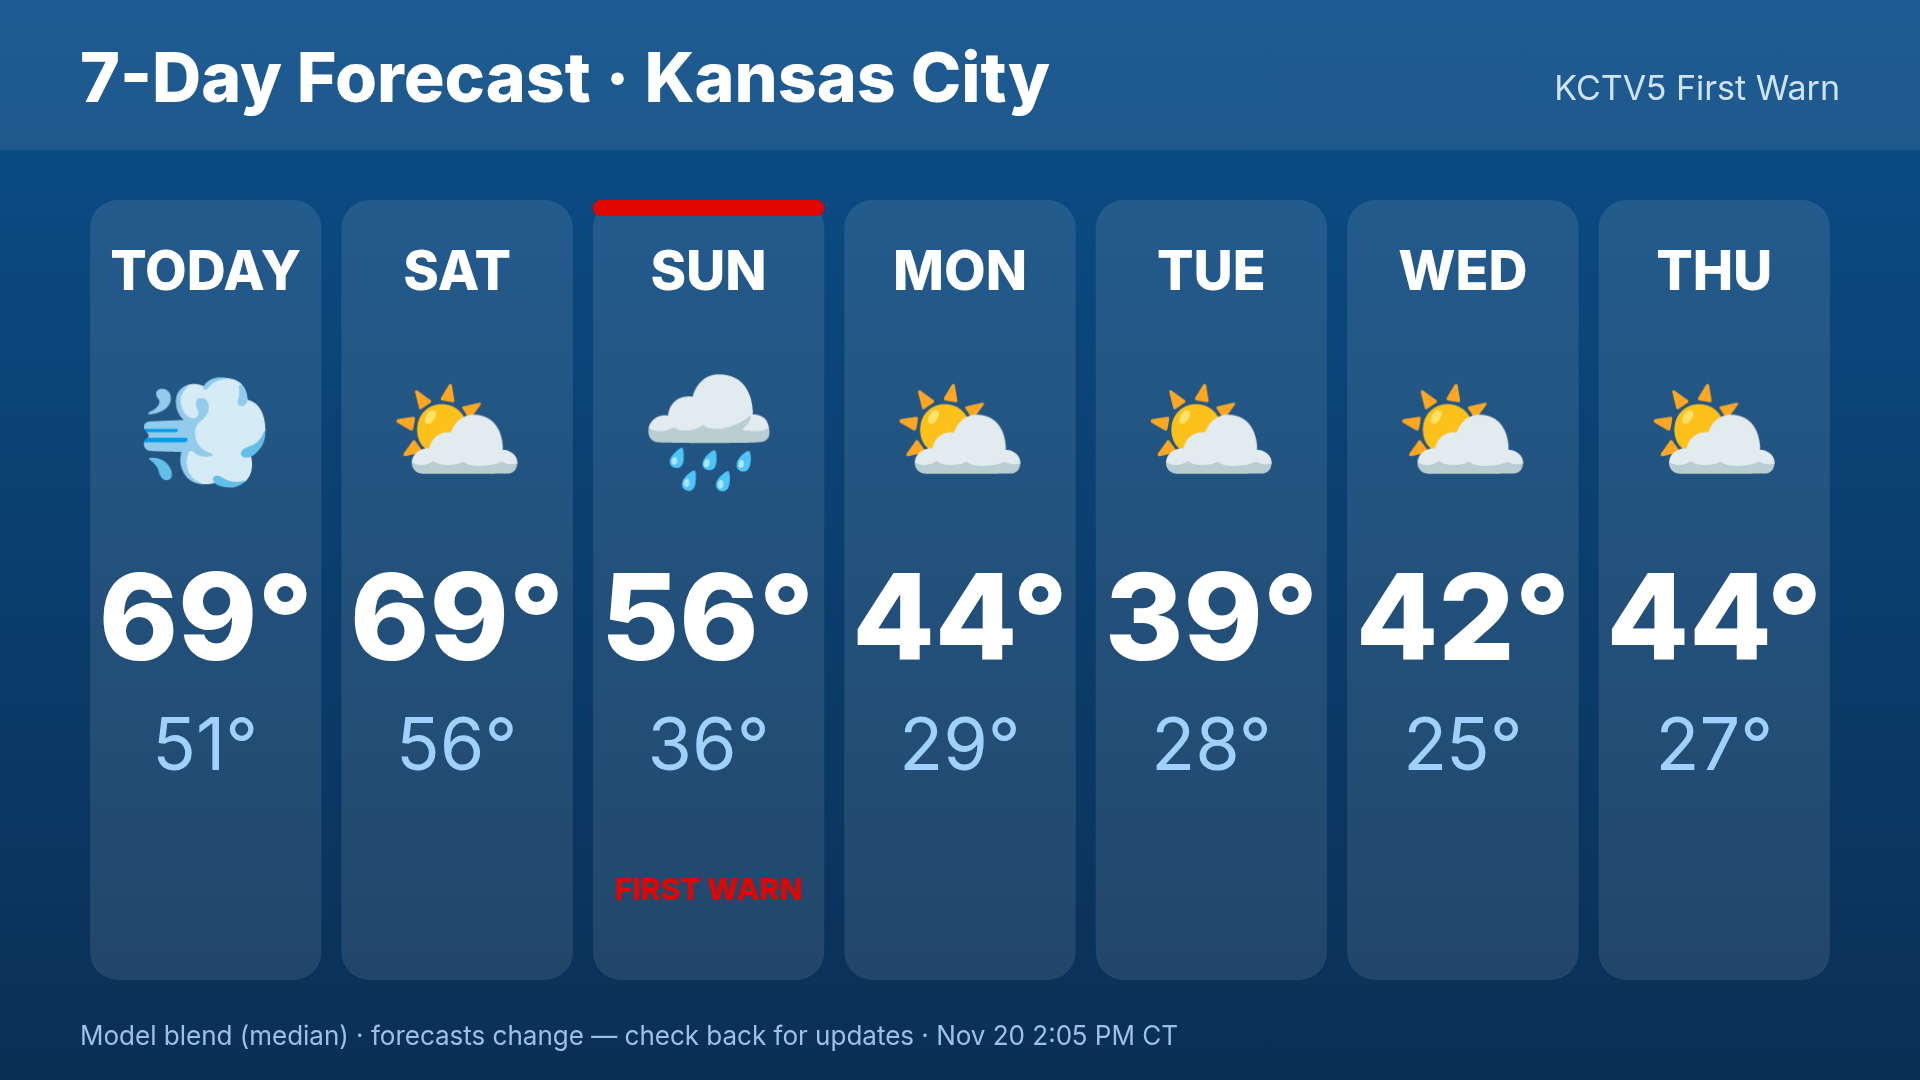 7-Day Forecast · Kansas City
KCTV5 First Warn
TODAY SAT SUN MON TUE WED THU
69° 69° 56° 44° 39° 42° 44°
51° 56° 36° 29° 28° 25° 27°
FIRST WARN
Model blend (median) · forecasts change — check back for updates · Nov 20 2:05 PM CT